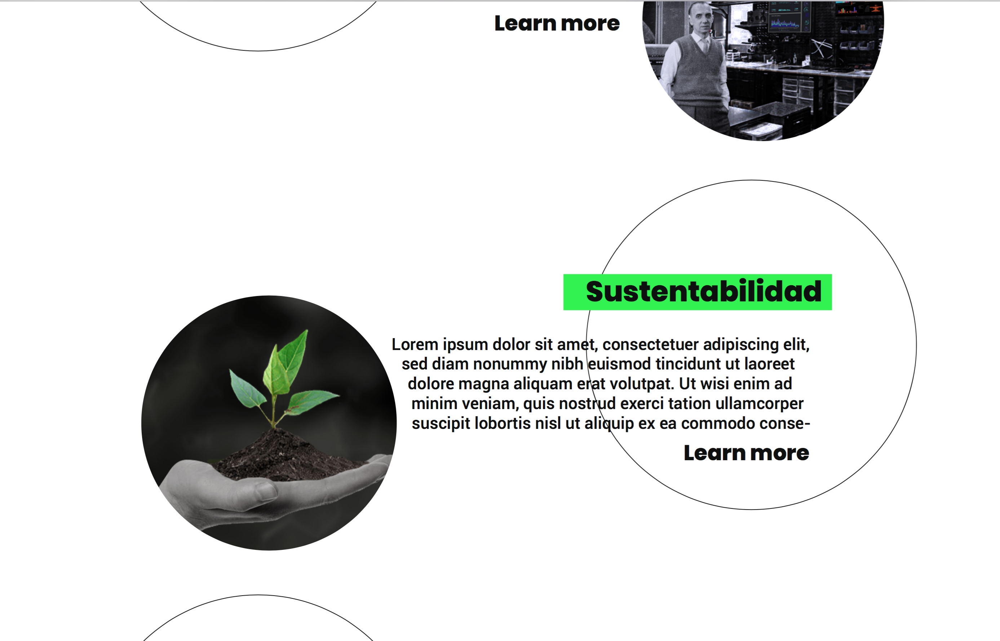 Learn more
Sustentabilidad
Lorem ipsum dolor sit amet, consectetuer adipiscing elit,
sed diam nonummy nibh euismod tincidunt ut laoreet
dolore magna aliquam erat volutpat. Ut wisi enim ad
minim veniam, quis nostrud exerci tation ullamcorper
suscipit lobortis nisl ut aliquip ex ea commodo conse-
Learn more